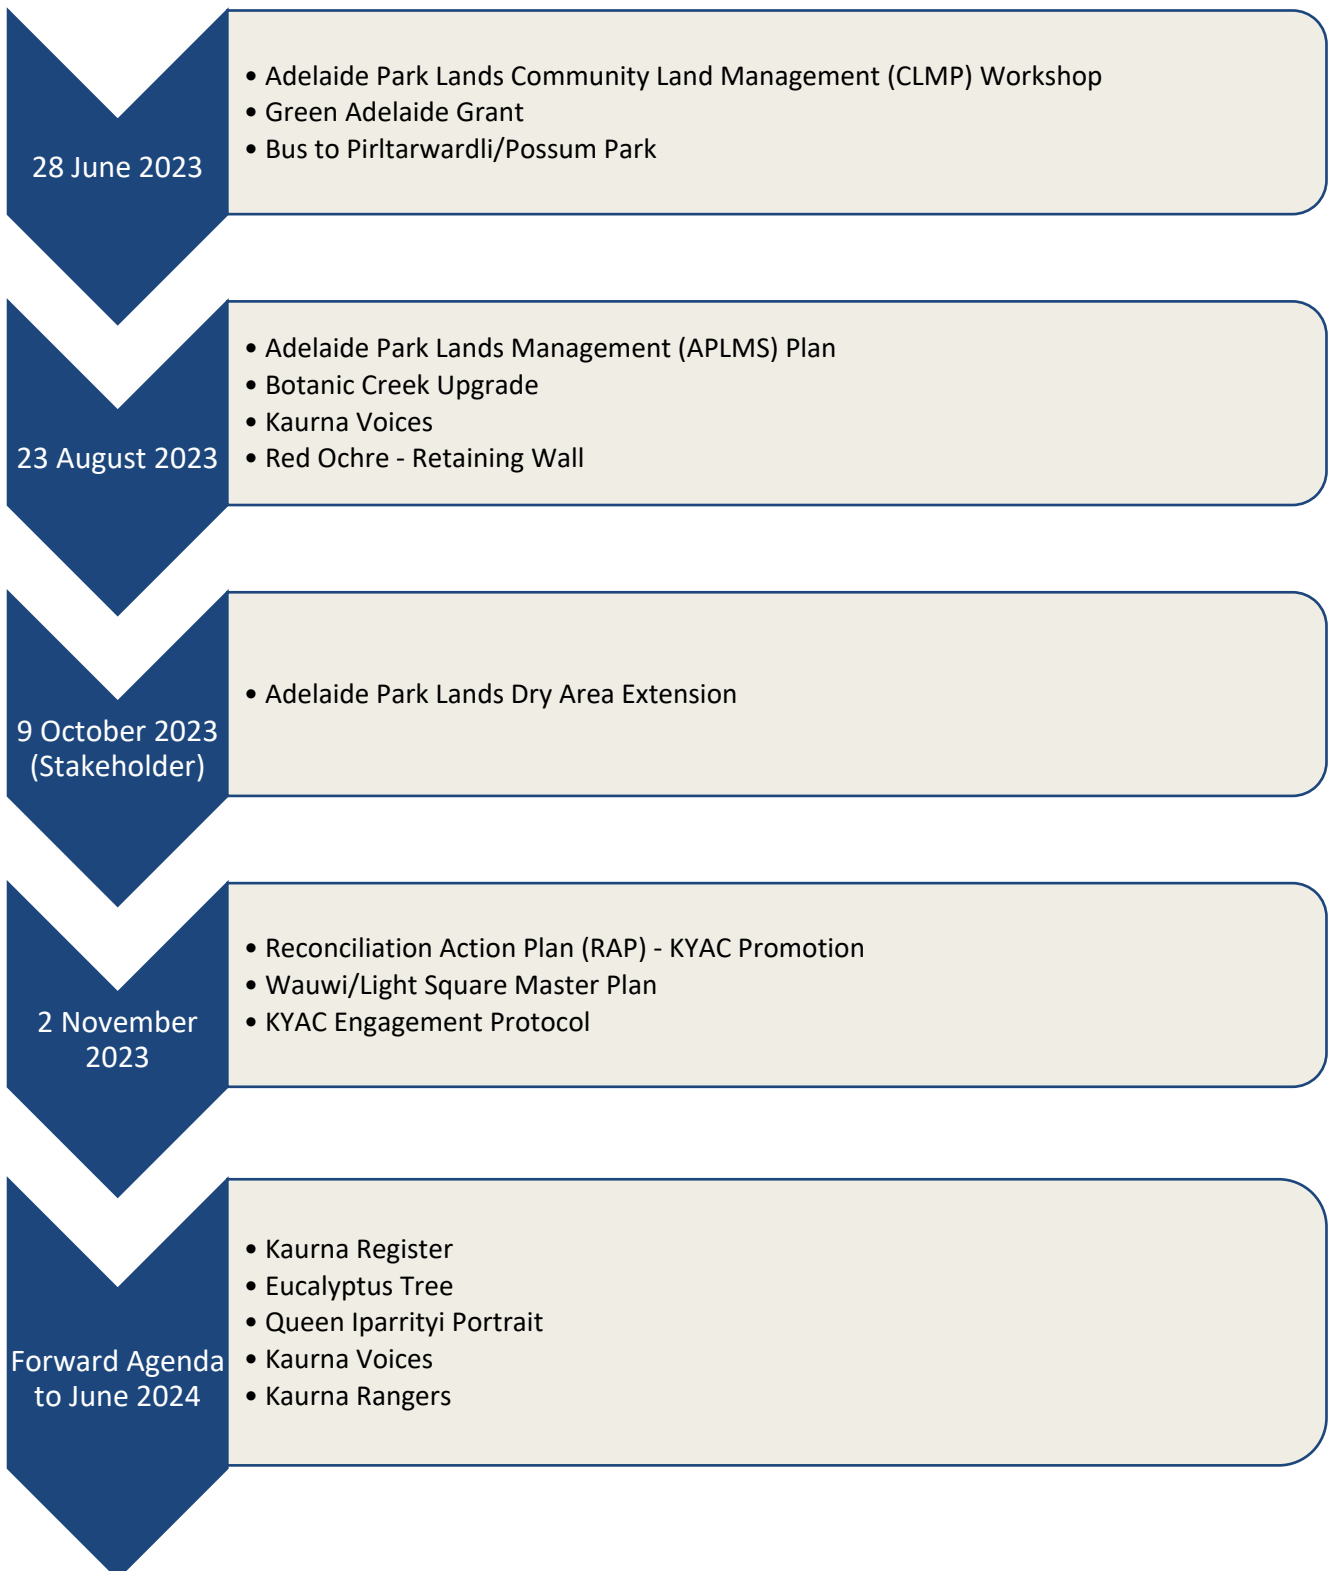 28 June 2023
• Adelaide Park Lands Community Land Management (CLMP) Workshop
• Green Adelaide Grant
• Bus to Pirltarwardli/Possum Park
23 August 2023
• Adelaide Park Lands Management (APLMS) Plan
• Botanic Creek Upgrade
• Kaurna Voices
• Red Ochre - Retaining Wall
9 October 2023
(Stakeholder)
• Adelaide Park Lands Dry Area Extension
2 November
2023
• Reconciliation Action Plan (RAP) - KYAC Promotion
• Wauwi/Light Square Master Plan
• KYAC Engagement Protocol
Forward Agenda
to June 2024
• Kaurna Register
• Eucalyptus Tree
• Queen Iparrityi Portrait
• Kaurna Voices
• Kaurna Rangers